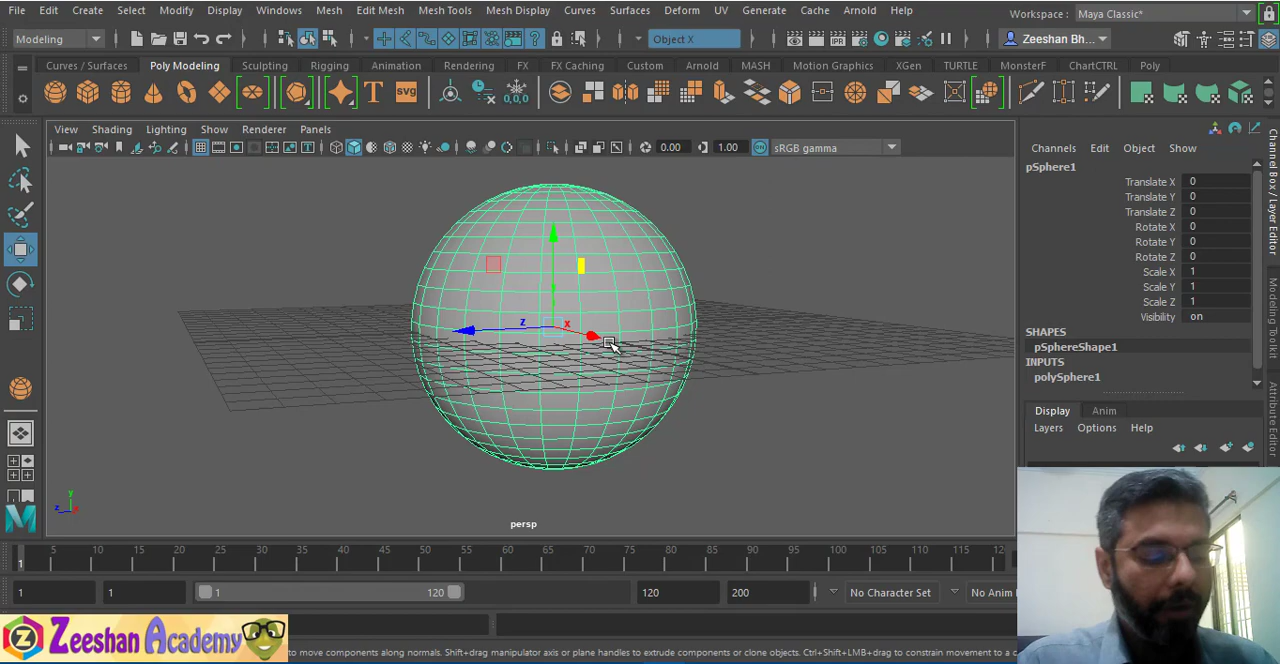 File Edit Create Select Modify Display Windows Mesh Edit Mesh Mesh Tools Mesh Display Curves Surfaces Deform UV Generate Cache Arnold Help Workspace : Maya Classic*
Modeling Object X Zeeshan Bh...
Curves / Surfaces Poly Modeling Sculpting Rigging Animation Rendering FX FX Caching Custom Arnold MASH Motion Graphics XGen TURTLE MonsterF ChartCTRL Poly
T SVG 0,0,0
View Shading Lighting Show Renderer Panels
0.00 1.00 ON sRGB gamma
Channels Edit Object Show
pSphere1
Translate X 0
Translate Y 0
Translate Z 0
Rotate X 0
Rotate Y 0
Rotate Z 0
Scale X 1
Scale Y 1
Scale Z 1
Visibility on
SHAPES
pSphereShape1
INPUTS
polySphere1
Display Anim
Layers Options Help
Channel Box / Layer Editor
Attribute Editor
z x
y
z x
persp
5 10 15 20 25 30 35 40 45 50 55 60 65 70 75 80 85 90 95 100 105 110 115
1
1 1 1 120 120 200 No Character Set No Anim
Z Zeeshan Academy
to move components along normals. Shift+drag manipulator axis or plane handles to extrude components or clone objects. Ctrl+Shift+LMB+drag to constrain movement to a c